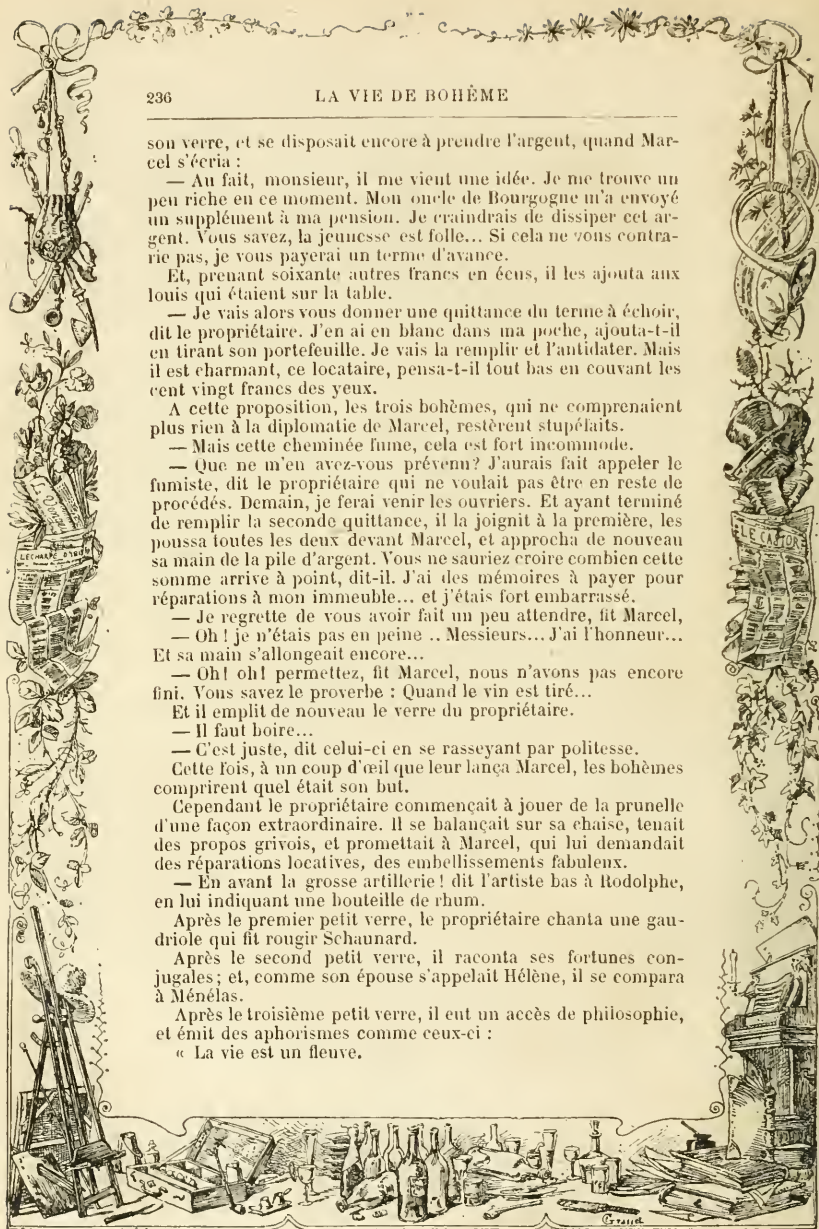 236
LA VIE DE BOHÊME
son verre, et se disposait encore à prendre l'argent, quand Mar-
cel s'écria :
— Au fait, monsieur, il me vient une idée. Je me trouve un
peu riche en ce moment. Mon oncle de Bourgogne m'a envoyé
un supplément à ma pension. Je craindrais de dissiper cet ar-
gent. Vous savez, la jeunesse est folle... Si cela ne vous contra-
rie pas, je vous payerai un terme d'avance.
Et, prenant soixante autres francs en écus, il les ajouta aux
louis qui étaient sur la table.
— Je vais alors vous donner une quittance du terme à échoir,
dit le propriétaire. J'en ai en blanc dans ma poche, ajouta-t-il
en tirant son portefeuille. Je vais la remplir et l'antidater. Mais
il est charmant, ce locataire, pensa-t-il tout bas en couvant les
cent vingt francs des yeux.
A cette proposition, les trois bohèmes, qui ne comprenaient
plus rien à la diplomatie de Marcel, restèrent stupéfaits.
— Mais cette cheminée fume, cela est fort incommode.
— Que ne m'en avez-vous prévenu? J'aurais fait appeler le
fumiste, dit le propriétaire qui ne voulait pas être en reste de
procédés. Demain, je ferai venir les ouvriers. Et ayant terminé
de remplir la seconde quittance, il la joignit à la première, les
poussa toutes les deux devant Marcel, et approcha de nouveau
sa main de la pile d'argent. Vous ne sauriez croire combien cette
somme arrive à point, dit-il. J'ai des mémoires à payer pour
réparations à mon immeuble... et j'étais fort embarrassé.
— Je regrette de vous avoir fait un peu attendre, fit Marcel,
— Oh ! je n'étais pas en peine .. Messieurs... J'ai l'honneur...
Et sa main s'allongeait encore...
— Oh! oh! permettez, fit Marcel, nous n'avons pas encore
fini. Vous savez le proverbe : Quand le vin est tiré...
Et il emplit de nouveau le verre du propriétaire.
— Il faut boire...
— C'est juste, dit celui-ci en se rasseyant par politesse.
Cette fois, à un coup d'œil que leur lança Marcel, les bohèmes
comprirent quel était son but.
Cependant le propriétaire commençait à jouer de la prunelle
d'une façon extraordinaire. Il se balançait sur sa chaise, tenait
des propos grivois, et promettait à Marcel, qui lui demandait
des réparations locatives, des embellissements fabuleux.
— En avant la grosse artillerie ! dit l'artiste bas à Rodolphe,
en lui indiquant une bouteille de rhum.
Après le premier petit verre, le propriétaire chanta une gau-
driole qui fit rougir Schaunard.
Après le second petit verre, il raconta ses fortunes con-
jugales ; et, comme son épouse s'appelait Hélène, il se compara
à Ménélas.
Après le troisième petit verre, il eut un accès de philosophie,
et émit des aphorismes comme ceux-ci :
« La vie est un fleuve.
LE CASTOR
L'ECHARPE D'IRIS